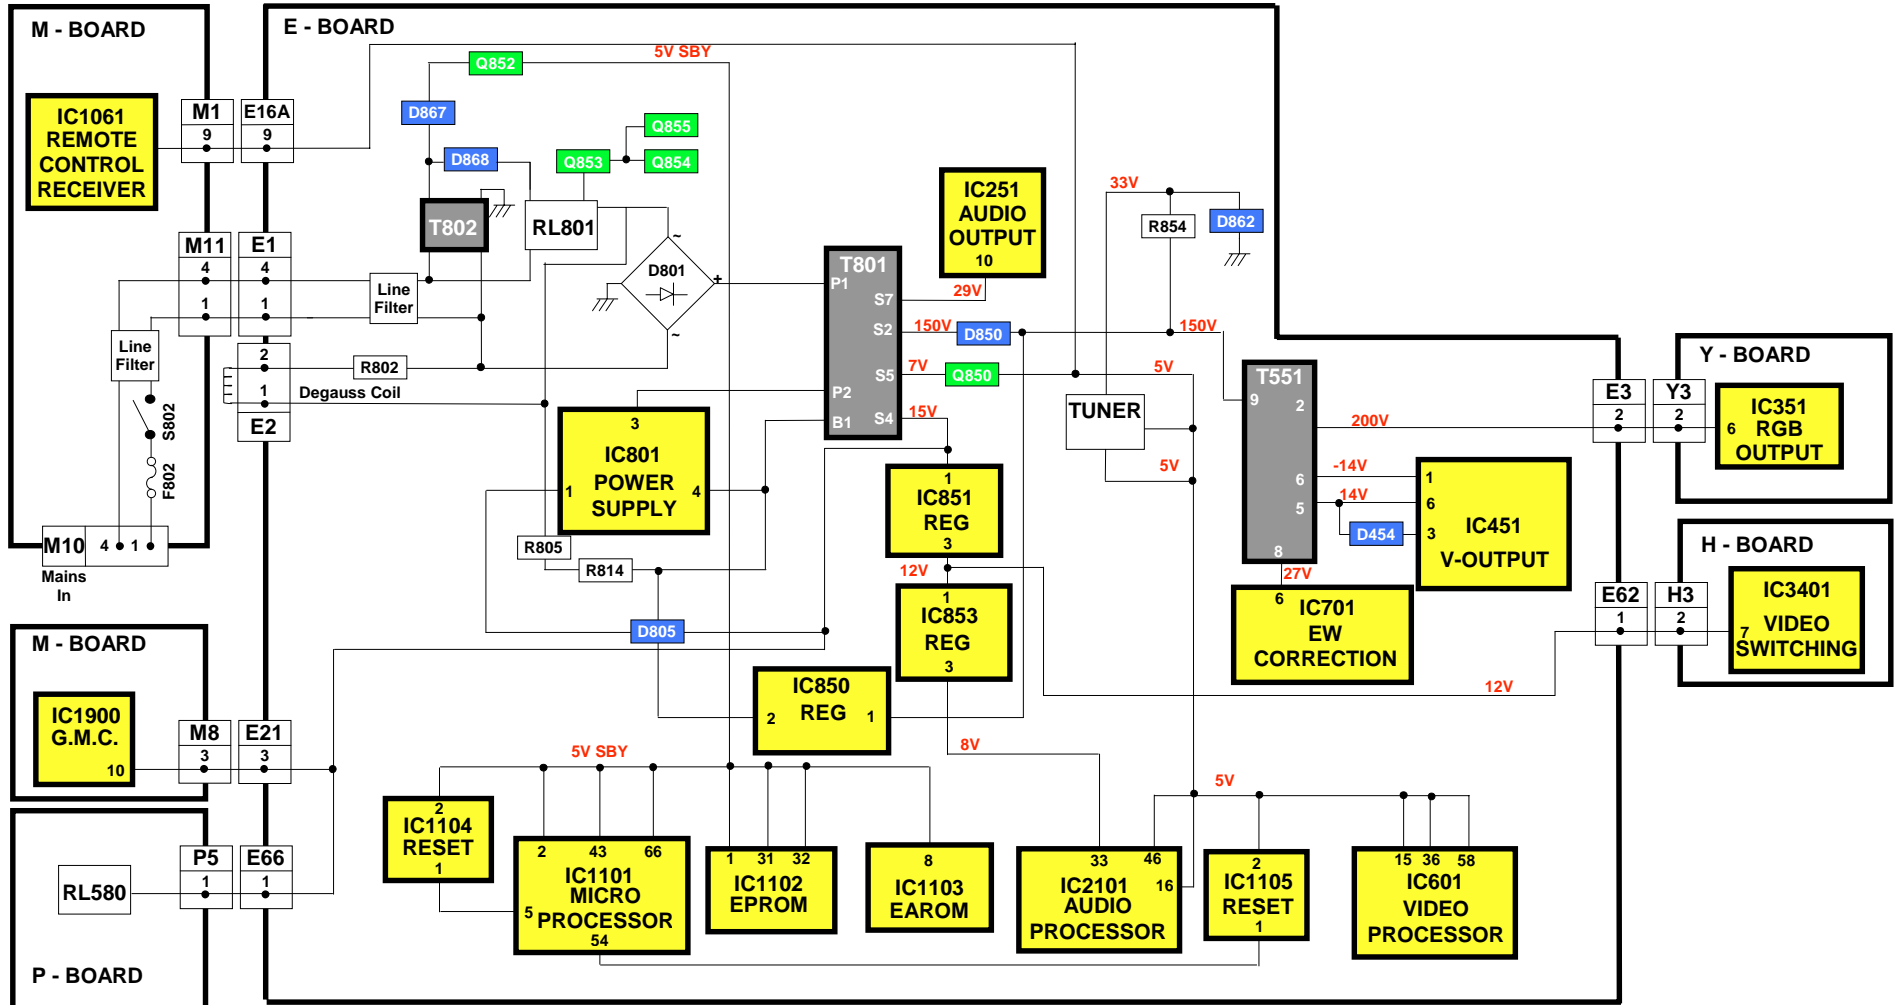 M - BOARD
E - BOARD
5V SBY
Q852
D867
Q855
D868
Q853
Q854
IC1061
REMOTE
CONTROL
RECEIVER
M1
9
E16A
9
T802
RL801
33V
R854
D862
IC251
AUDIO
OUTPUT
10
M11
4
1
E1
4
1
Line
Filter
D801
~
+
~
T801
P1
S7
29V
S2
150V
D850
150V
S5
7V
Q850
5V
P2
B1
S4
15V
Line
Filter
2
1
E2
R802
Degauss Coil
S802
F802
M10
4
1
Mains
In
3
IC801
POWER
SUPPLY
1
4
R805
R814
D805
TUNER
5V
1
IC851
REG
3
12V
1
IC853
REG
3
T551
9
2
6
5
8
200V
-14V
14V
D454
27V
1
6
3
IC451
V-OUTPUT
6
IC701
EW
CORRECTION
E3
2
Y3
2
Y - BOARD
IC351
RGB
OUTPUT
6
H - BOARD
E62
1
H3
2
IC3401
VIDEO
SWITCHING
7
12V
M - BOARD
IC1900
G.M.C.
10
M8
3
E21
3
IC850
REG
2
1
8V
5V SBY
5V
2
IC1104
RESET
1
2
43
66
IC1101
MICRO
PROCESSOR
5
54
1
31
32
IC1102
EPROM
8
IC1103
EAROM
33
46
16
IC2101
AUDIO
PROCESSOR
2
IC1105
RESET
1
15
36
58
IC601
VIDEO
PROCESSOR
RL580
P5
1
E66
1
P - BOARD